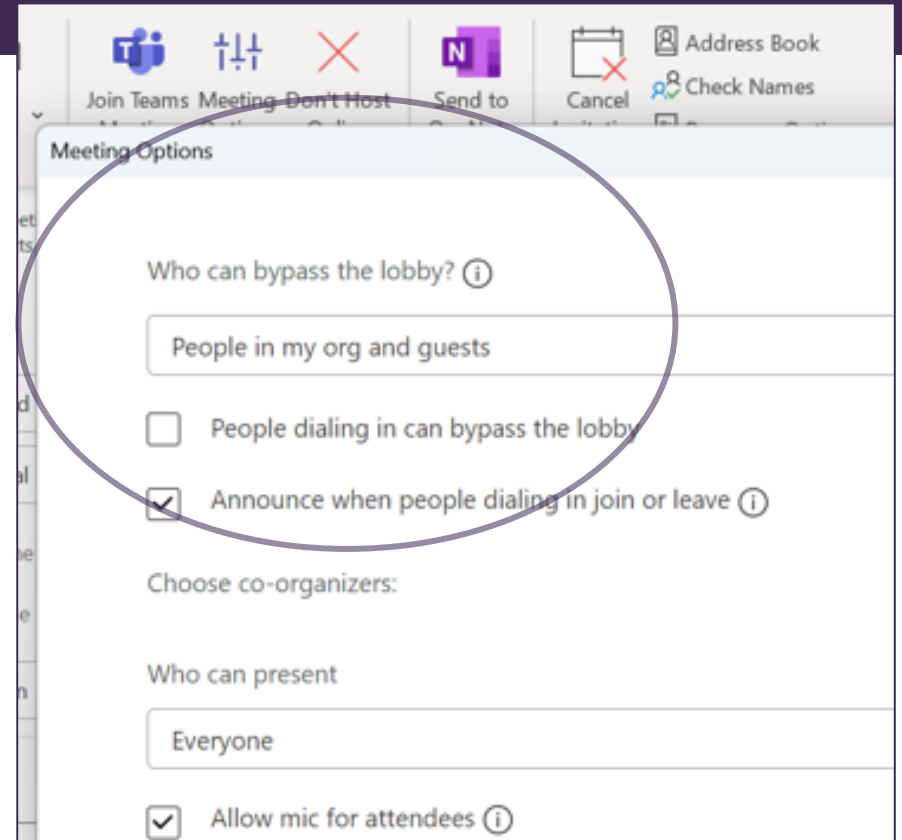 Join Teams Meeting Don't Host Send to Cancel
Address Book
Check Names
Meeting Options
Who can bypass the lobby?
People in my org and guests
People dialing in can bypass the lobby
Announce when people dialing in join or leave
Choose co-organizers:
Who can present
Everyone
Allow mic for attendees